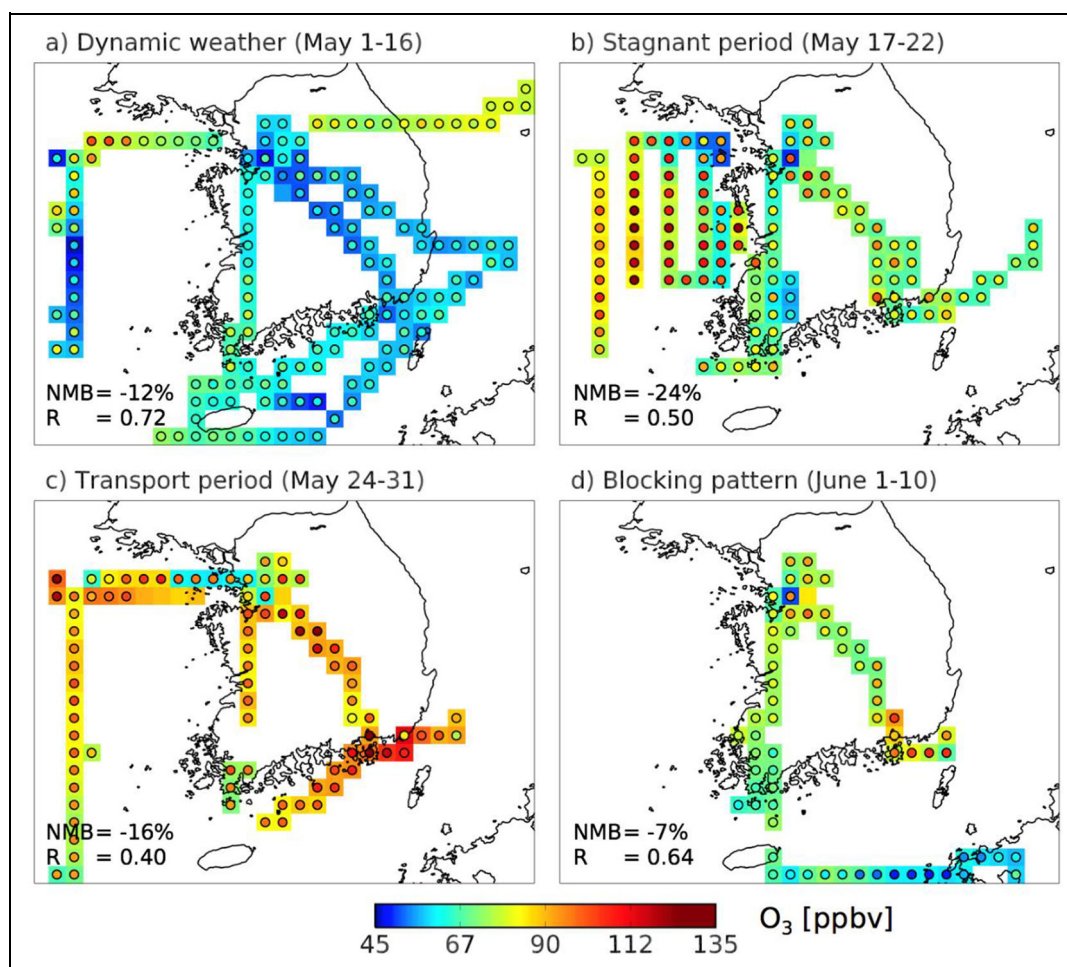 a) Dynamic weather (May 1-16)
b) Stagnant period (May 17-22)
NMB= -12%
R = 0.72
NMB= -24%
R = 0.50
c) Transport period (May 24-31)
d) Blocking pattern (June 1-10)
NMB= -16%
R = 0.40
NMB= -7%
R = 0.64
45 67 90 112 135 O₃ [ppbv]